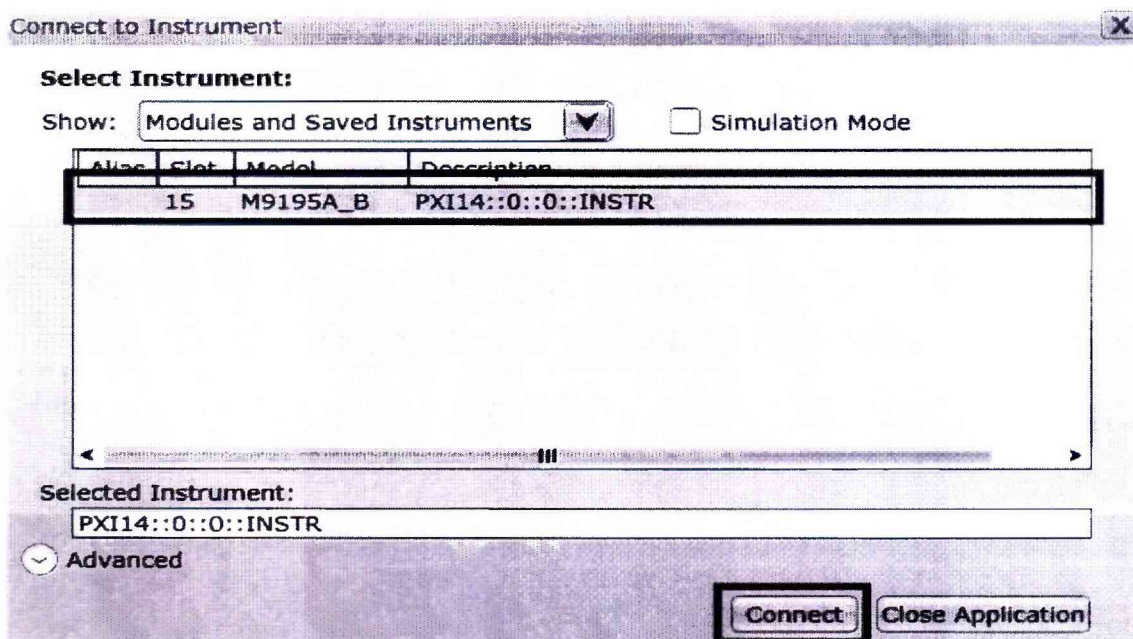 Connect to Instrument X
Select Instrument:
Show: Modules and Saved Instruments Simulation Mode
Alias Slot Model Description
15 M9195A_B PXI14::0::0::INSTR
Selected Instrument:
PXI14::0::0::INSTR
Advanced
Connect Close Application